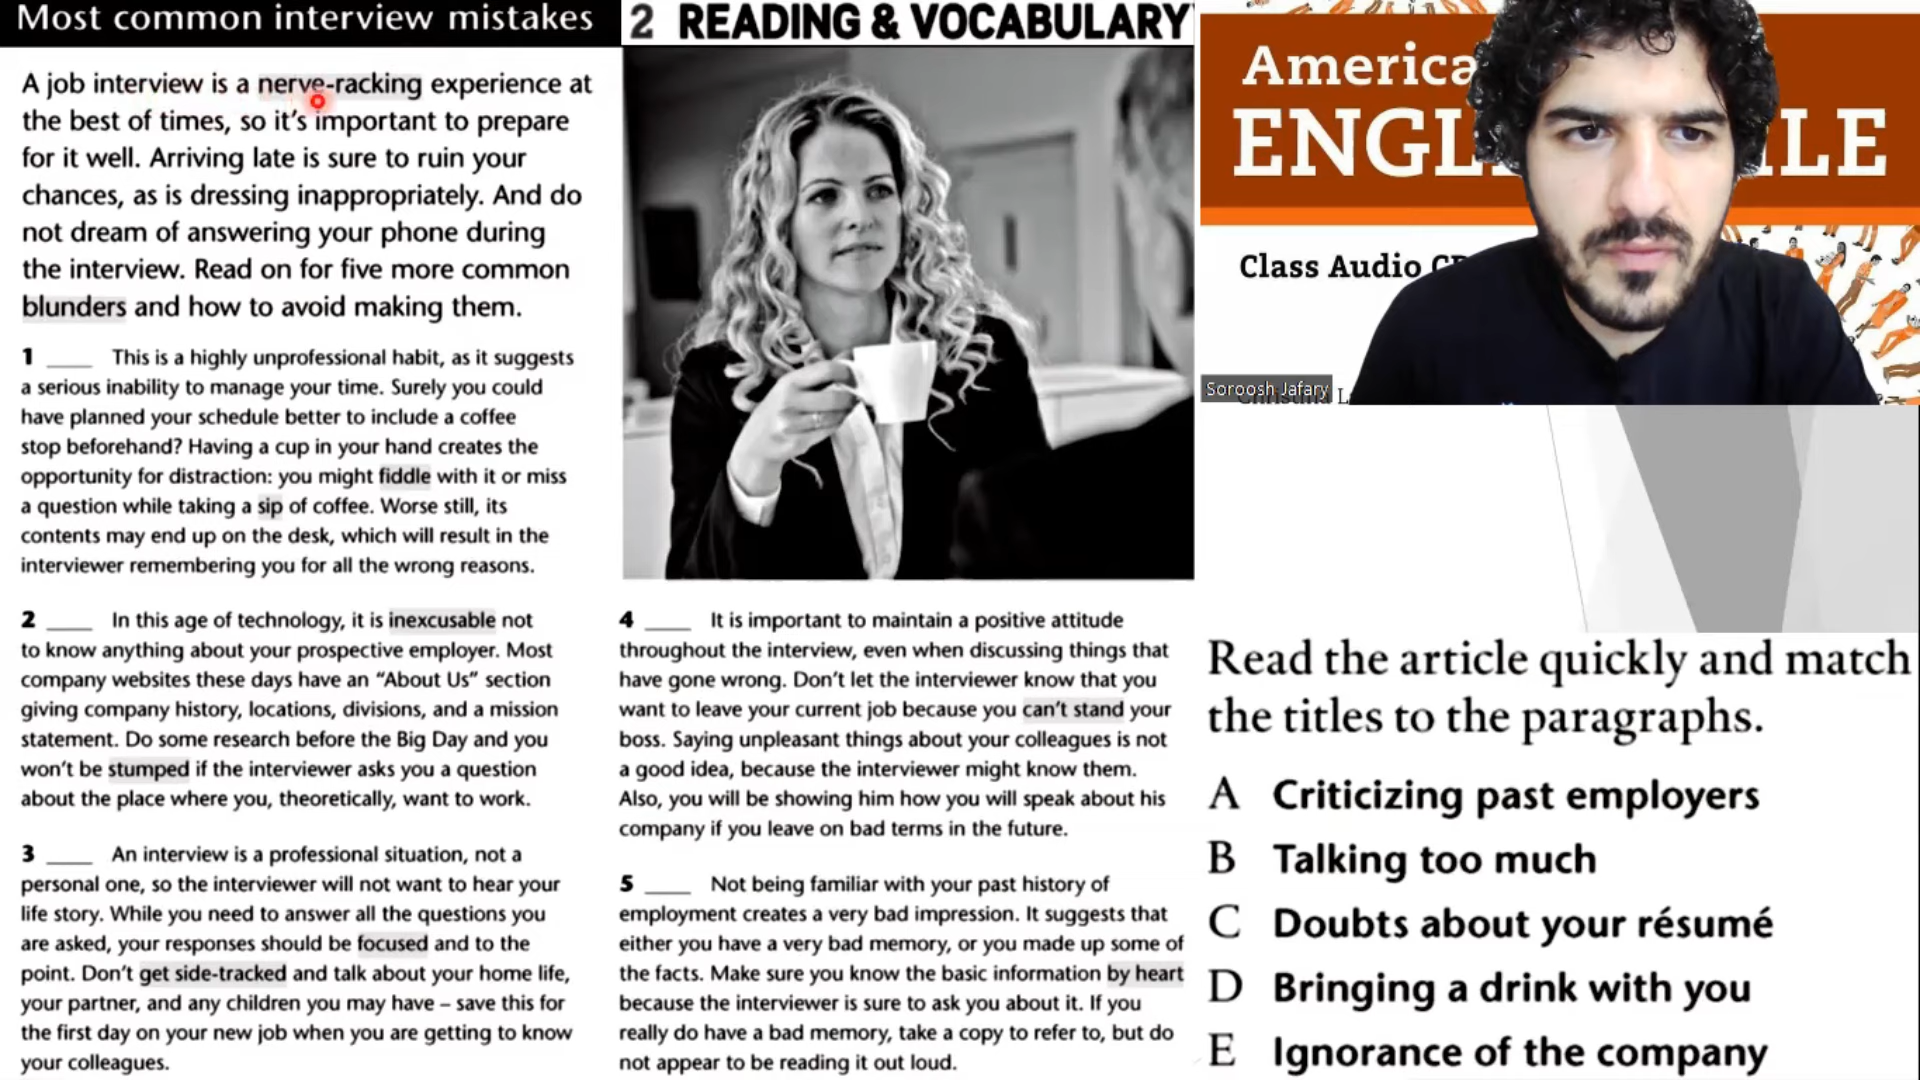 Most common interview mistakes
A job interview is a nerve-racking experience at
the best of times, so it's important to prepare
for it well. Arriving late is sure to ruin your
chances, as is dressing inappropriately. And do
not dream of answering your phone during
the interview. Read on for five more common
blunders and how to avoid making them.
1 ____ This is a highly unprofessional habit, as it suggests
a serious inability to manage your time. Surely you could
have planned your schedule better to include a coffee
stop beforehand? Having a cup in your hand creates the
opportunity for distraction: you might fiddle with it or miss
a question while taking a sip of coffee. Worse still, its
contents may end up on the desk, which will result in the
interviewer remembering you for all the wrong reasons.
2 ____ In this age of technology, it is inexcusable not
to know anything about your prospective employer. Most
company websites these days have an “About Us” section
giving company history, locations, divisions, and a mission
statement. Do some research before the Big Day and you
won't be stumped if the interviewer asks you a question
about the place where you, theoretically, want to work.
3 ____ An interview is a professional situation, not a
personal one, so the interviewer will not want to hear your
life story. While you need to answer all the questions you
are asked, your responses should be focused and to the
point. Don't get side-tracked and talk about your home life,
your partner, and any children you may have – save this for
the first day on your new job when you are getting to know
your colleagues.
2 READING & VOCABULARY
4 ____ It is important to maintain a positive attitude
throughout the interview, even when discussing things that
have gone wrong. Don't let the interviewer know that you
want to leave your current job because you can't stand your
boss. Saying unpleasant things about your colleagues is not
a good idea, because the interviewer might know them.
Also, you will be showing him how you will speak about his
company if you leave on bad terms in the future.
5 ____ Not being familiar with your past history of
employment creates a very bad impression. It suggests that
either you have a very bad memory, or you made up some of
the facts. Make sure you know the basic information by heart
because the interviewer is sure to ask you about it. If you
really do have a bad memory, take a copy to refer to, but do
not appear to be reading it out loud.
America
ENGL ILE
Class Audio
Soroosh Jafary
Read the article quickly and match
the titles to the paragraphs.
A Criticizing past employers
B Talking too much
C Doubts about your résumé
D Bringing a drink with you
E Ignorance of the company